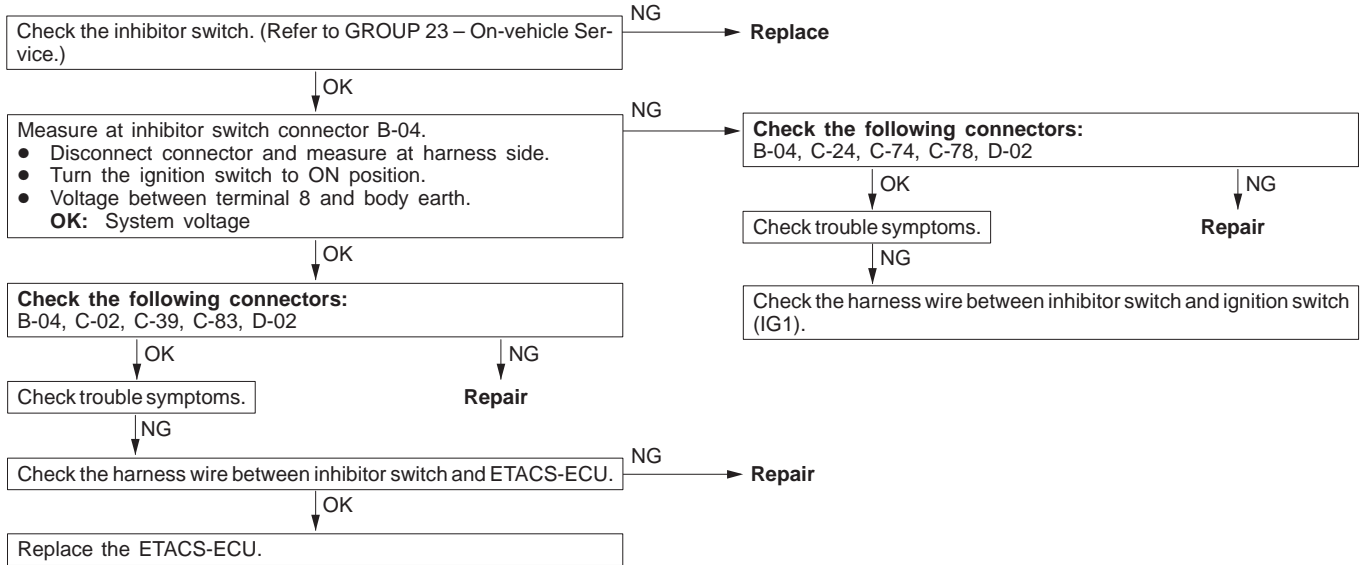 Check the inhibitor switch. (Refer to GROUP 23 – On-vehicle Ser-
vice.)
NG
Replace
OK
Measure at inhibitor switch connector B-04.
● Disconnect connector and measure at harness side.
● Turn the ignition switch to ON position.
● Voltage between terminal 8 and body earth.
OK: System voltage
NG
Check the following connectors:
B-04, C-24, C-74, C-78, D-02
OK
NG
Check trouble symptoms.
Repair
NG
Check the harness wire between inhibitor switch and ignition switch
(IG1).
OK
Check the following connectors:
B-04, C-02, C-39, C-83, D-02
OK
NG
Check trouble symptoms.
Repair
NG
Check the harness wire between inhibitor switch and ETACS-ECU.
NG
Repair
OK
Replace the ETACS-ECU.